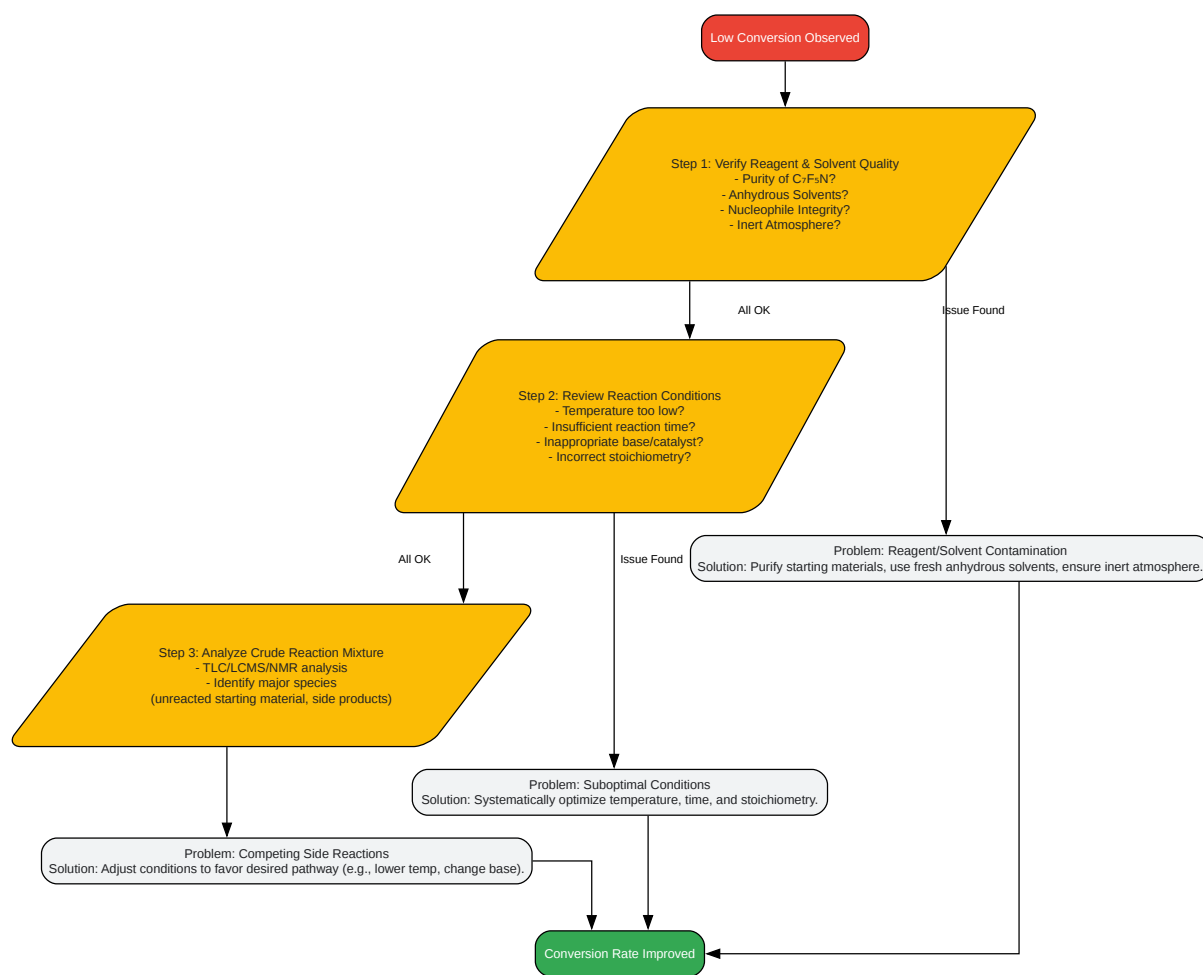 Low Conversion Observed
Step 1: Verify Reagent & Solvent Quality
- Purity of C₇F₅N?
- Anhydrous Solvents?
- Nucleophile Integrity?
- Inert Atmosphere?
All OK
Issue Found
Step 2: Review Reaction Conditions
- Temperature too low?
- Insufficient reaction time?
- Inappropriate base/catalyst?
- Incorrect stoichiometry?
All OK
Issue Found
Problem: Reagent/Solvent Contamination
Solution: Purify starting materials, use fresh anhydrous solvents, ensure inert atmosphere.
Step 3: Analyze Crude Reaction Mixture
- TLC/LCMS/NMR analysis
- Identify major species
(unreacted starting material, side products)
Problem: Suboptimal Conditions
Solution: Systematically optimize temperature, time, and stoichiometry.
Problem: Competing Side Reactions
Solution: Adjust conditions to favor desired pathway (e.g., lower temp, change base).
Conversion Rate Improved